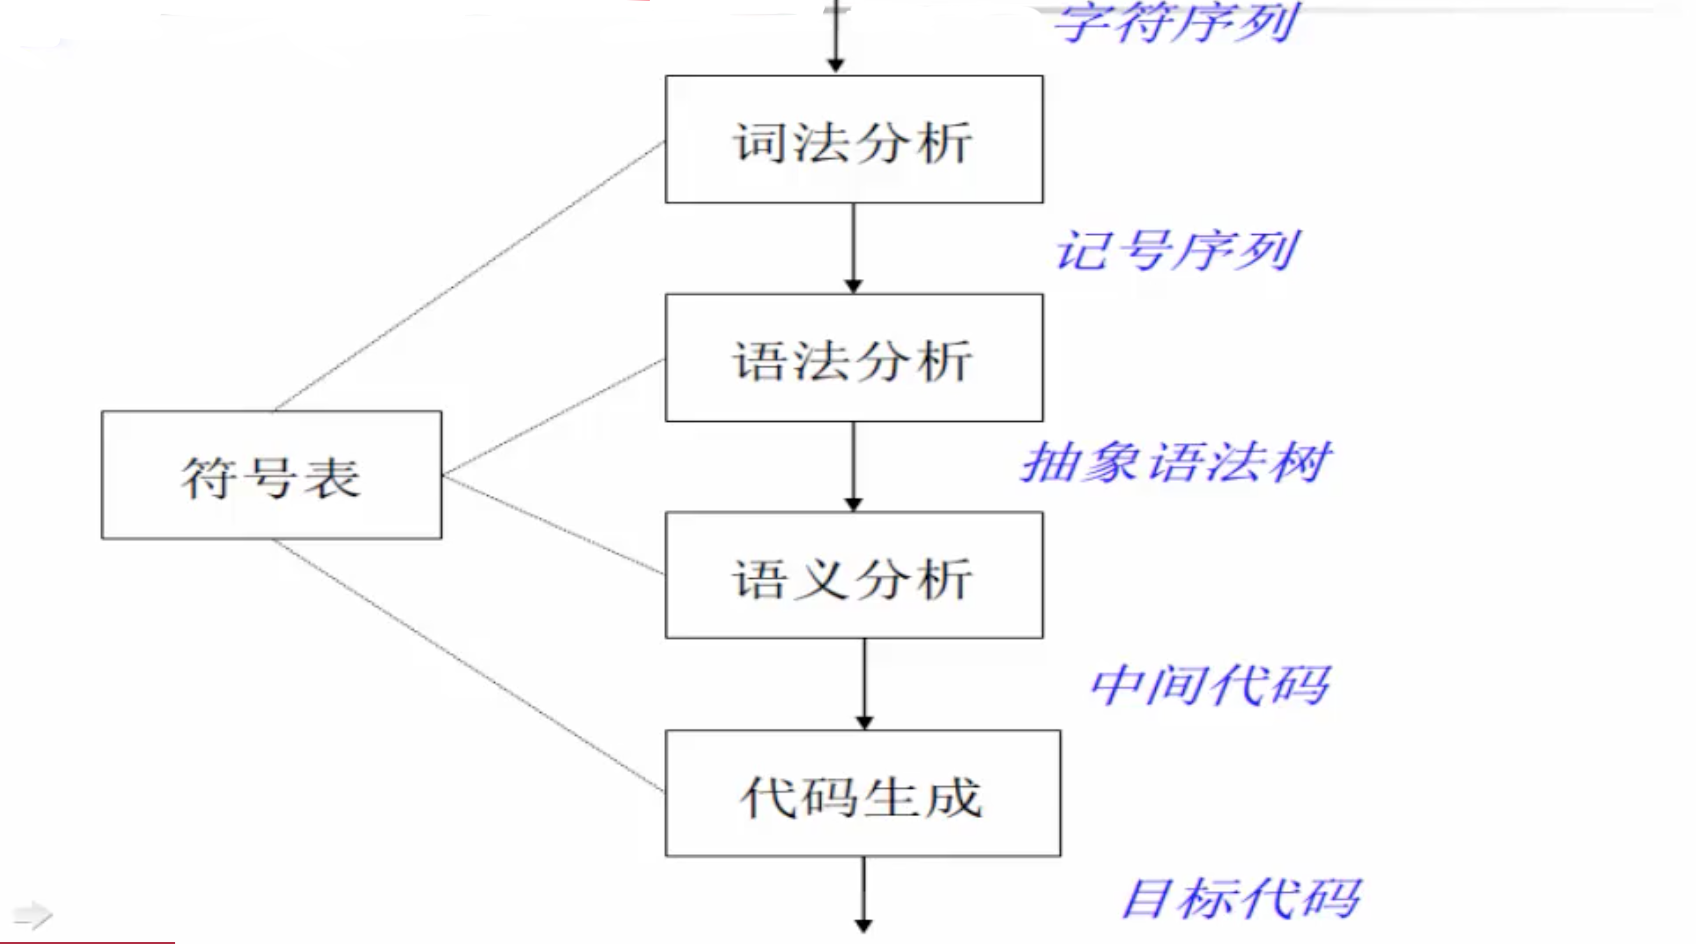 字符序列
词法分析
记号序列
语法分析
抽象语法树
符号表
语义分析
中间代码
代码生成
目标代码